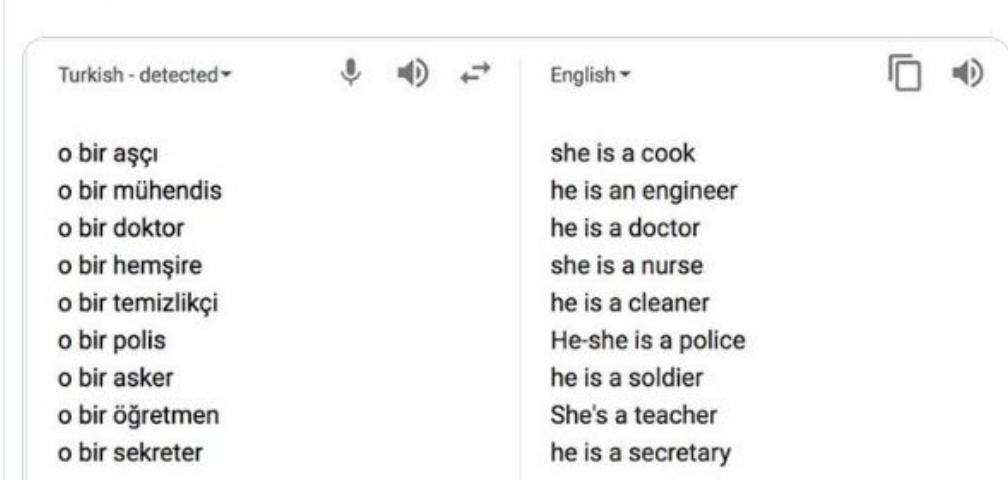 Turkish - detected
English
o bir aşçı
o bir mühendis
o bir doktor
o bir hemşire
o bir temizlikçi
o bir polis
o bir asker
o bir öğretmen
o bir sekreter
she is a cook
he is an engineer
he is a doctor
she is a nurse
he is a cleaner
He-she is a police
he is a soldier
She's a teacher
he is a secretary